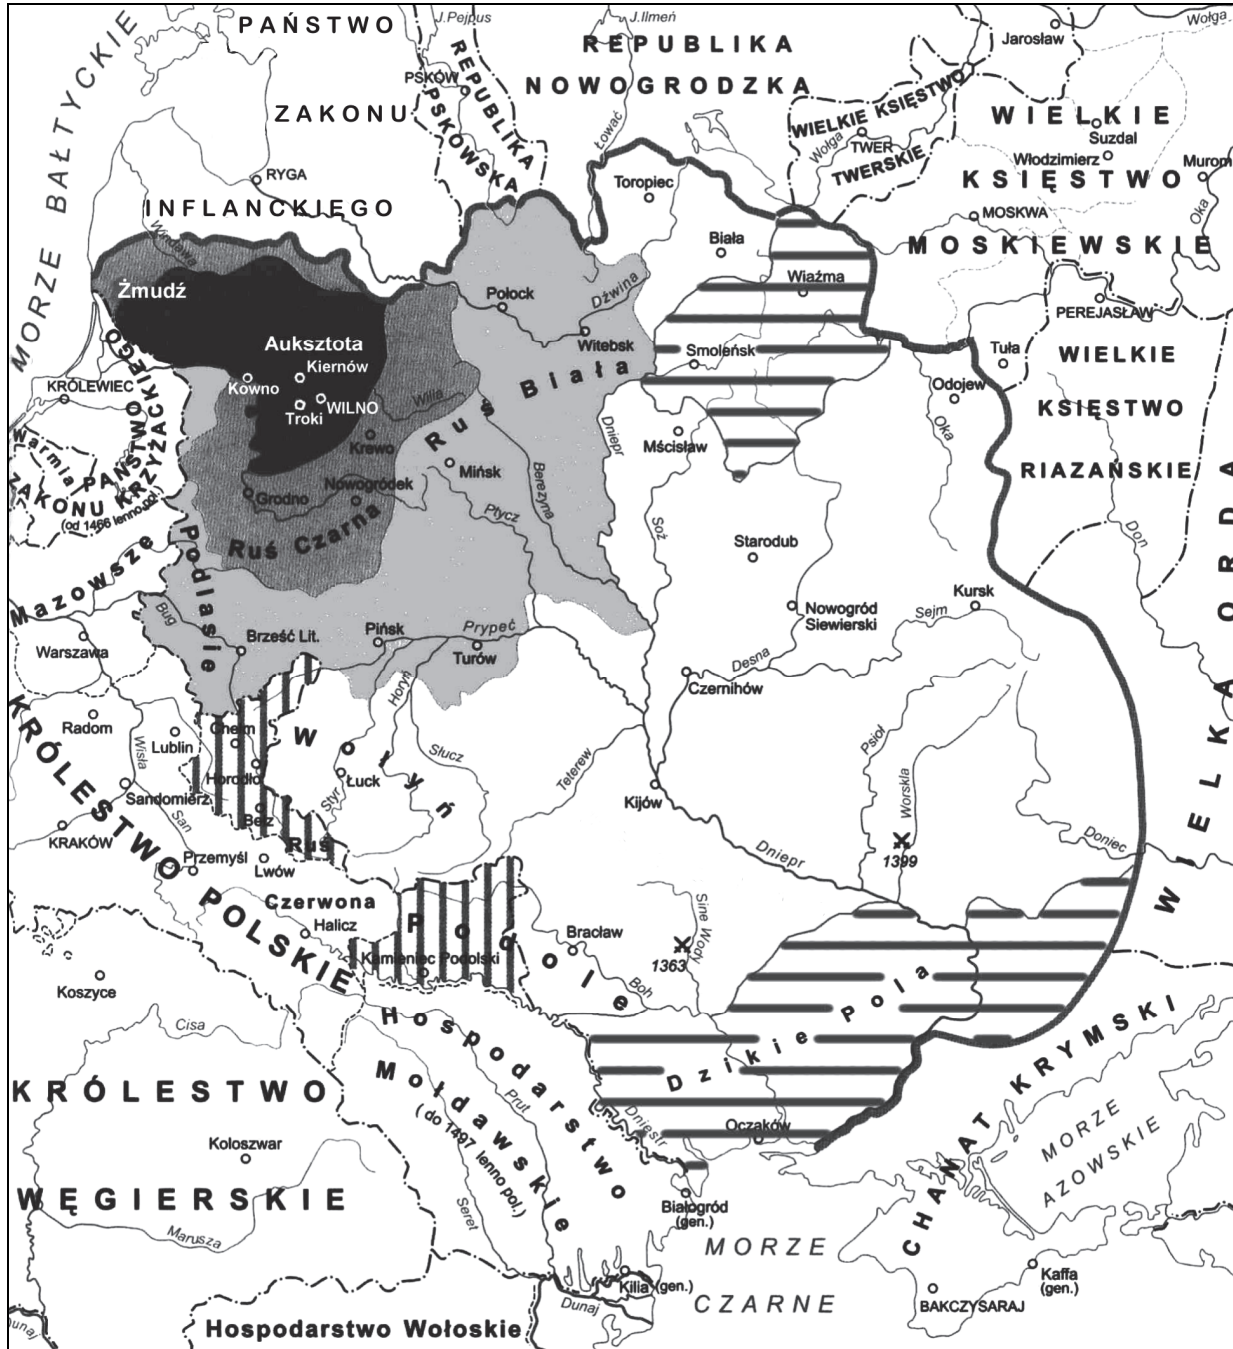 MORZE BAŁTYCKIE
PAŃSTWO
ZAKONU
INFLANCKIEGO
RYGA
Windawa
J.Pejpus
PSKÓW
REPUBLIKA
PSKOWSKA
J.Ilmeń
REPUBLIKA
NOWOGRODZKA
Łować
Toropiec
Wołga
Jarosław
WIELKIE KSIĘSTWO
TWERSKIE
Wołga
TWER
WIELKIE
KSIĘSTWO
MOSKIEWSKIE
Suzdal
Włodzimierz
Murom
MOSKWA
Oka
Biała
Wiaźma
PEREJASŁAW
WIELKIE
KSIĘSTWO
RIAZAŃSKIE
Tuła
Odojew
Oka
Don
Żmudź
Auksztota
Kiernów
Kowno
WILNO
Troki
Wilia
Krewo
Grodno
Nowogródek
Ruś Czarna
Połock
Dźwina
Witebsk
Ruś Biała
Smoleńsk
Dniepr
Mścisław
Mińsk
Berezyna
Ptycz
Soż
Starodub
Nowogród
Siewierski
Kursk
Sejm
Desna
Czernihów
KRÓLEWIEC
Warmia
PAŃSTWO
ZAKONU KRZYŻACKIEGO
(od 1466 lenno pol.)
Mazowsze
Podlasie
Bug
Warszawa
Brześć Lit.
Pińsk
Prypeć
Turów
Horyń
Radom
Lublin
Wisła
Chełm
Horodło
Bełz
Sandomierz
San
KRAKÓW
Przemyśl
Lwów
KRÓLESTWO POLSKIE
Wołyń
Słucz
Łuck
Styr
Teterew
Kijów
Psioł
Worskla
1399
Doniec
Dniepr
WIELKA ORDA
Ruś
Czerwona
Halicz
Podole
Kamieniec Podolski
Bracław
Boh
Sine Wody
1363
Dzikie Pola
Oczaków
Dniestr
Koszyce
Cisa
KRÓLESTWO
WĘGIERSKIE
Koloszwar
Marusza
Hospodarstwo
Mołdawskie
(do 1497 lenno pol.)
Prut
Seret
Białogród
(gen.)
Kilia (gen.)
Dunaj
Hospodarstwo Wołoskie
MORZE
CZARNE
CHANAT KRYMSKI
MORZE
AZOWSKIE
Kaffa
(gen.)
BAKCZYSARAJ